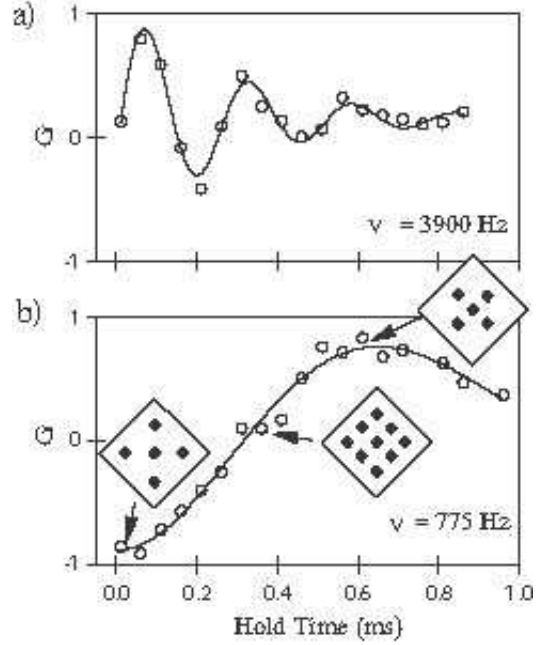 a)
1
0
-1
G
ν = 3900 Hz
b)
1
0
-1
G
ν = 775 Hz
0.0 0.2 0.4 0.6 0.8 1.0
Hold Time (ms)